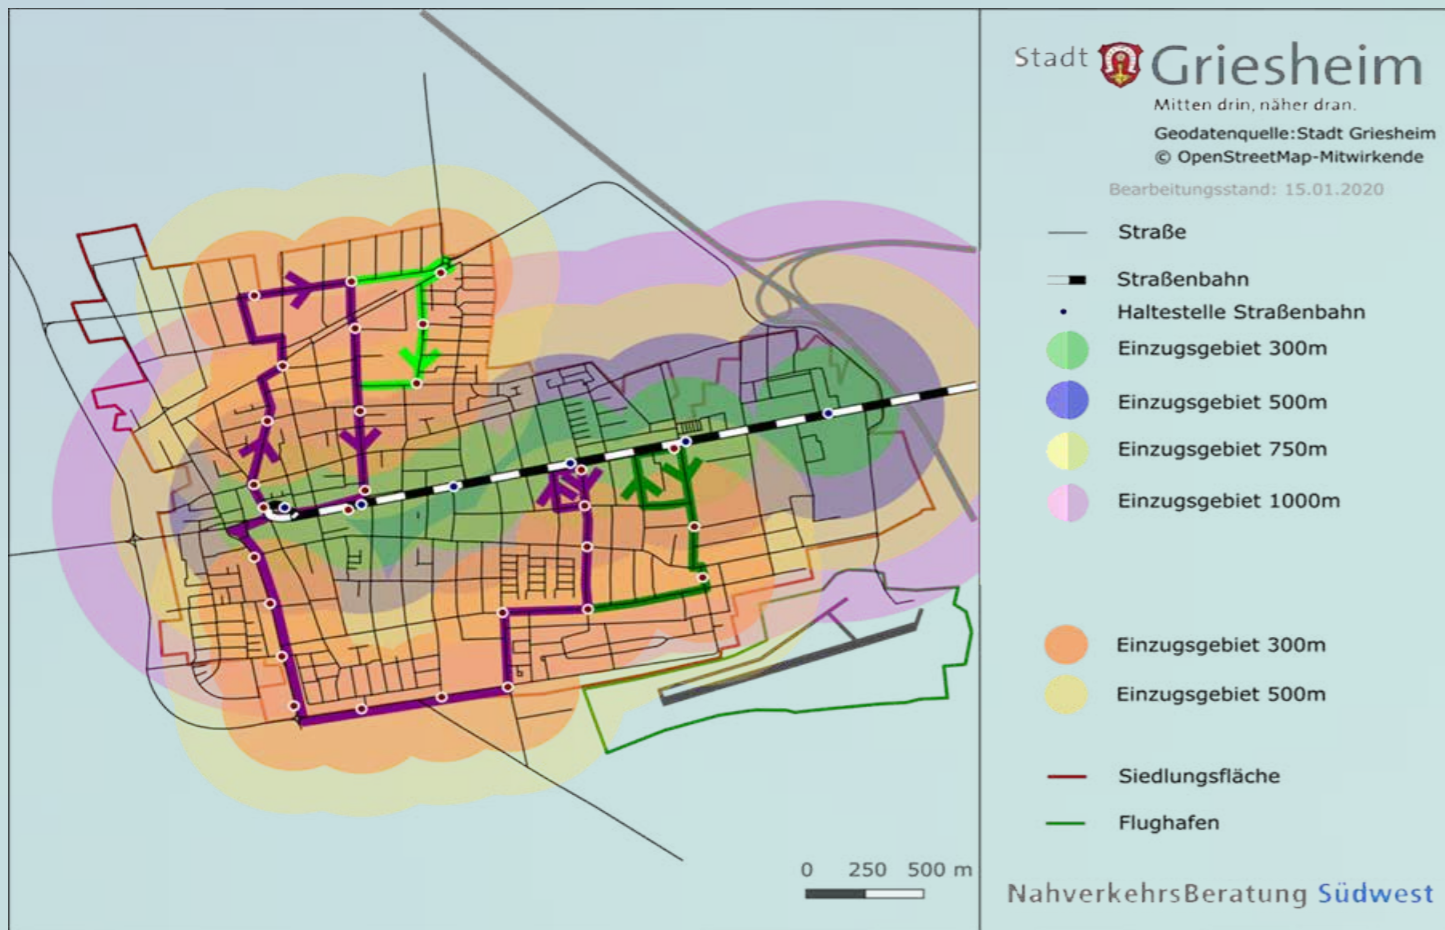 Stadt Griesheim
Mitten drin, näher dran.
Geodatenquelle:Stadt Griesheim
© OpenStreetMap-Mitwirkende
Bearbeitungsstand: 15.01.2020
Straße
Straßenbahn
Haltestelle Straßenbahn
Einzugsgebiet 300m
Einzugsgebiet 500m
Einzugsgebiet 750m
Einzugsgebiet 1000m
Einzugsgebiet 300m
Einzugsgebiet 500m
Siedlungsfläche
Flughafen
0 250 500 m
NahverkehrsBeratung Südwest